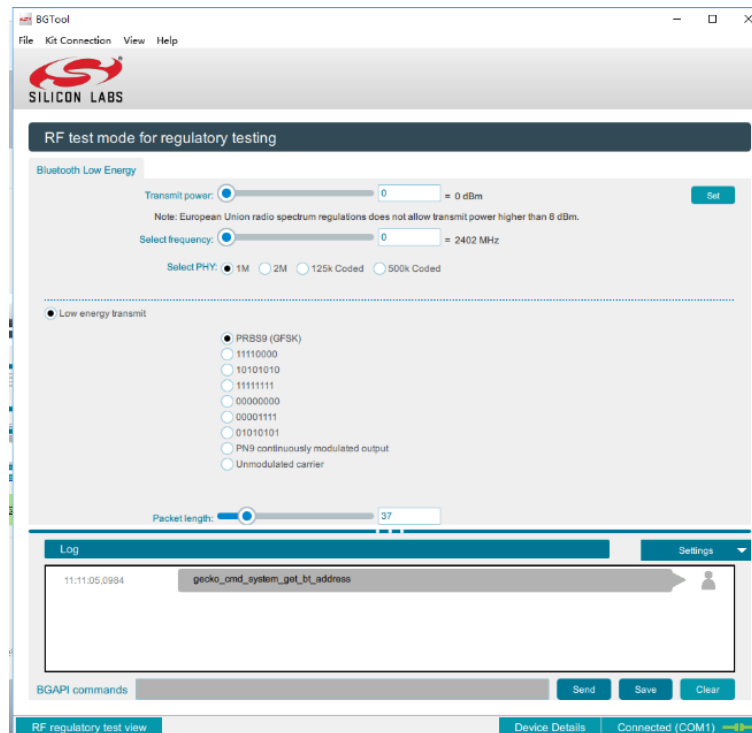 BGTool
File Kit Connection View Help
SILICON LABS
RF test mode for regulatory testing
Bluetooth Low Energy
Transmit power: 0 = 0 dBm
Set
Note: European Union radio spectrum regulations does not allow transmit power higher than 8 dBm.
Select frequency: 0 = 2402 MHz
Select PHY: 1M 2M 125k Coded 500k Coded
Low energy transmit
PRBS9 (GFSK)
11110000
10101010
11111111
00000000
00001111
01010101
PN9 continuously modulated output
Unmodulated carrier
Packet length: 37
Log Settings
11:11:05,0984 gecko_cmd_system_get_bt_address
BGAPI commands Send Save Clear
RF regulatory test view Device Details Connected (COM1)